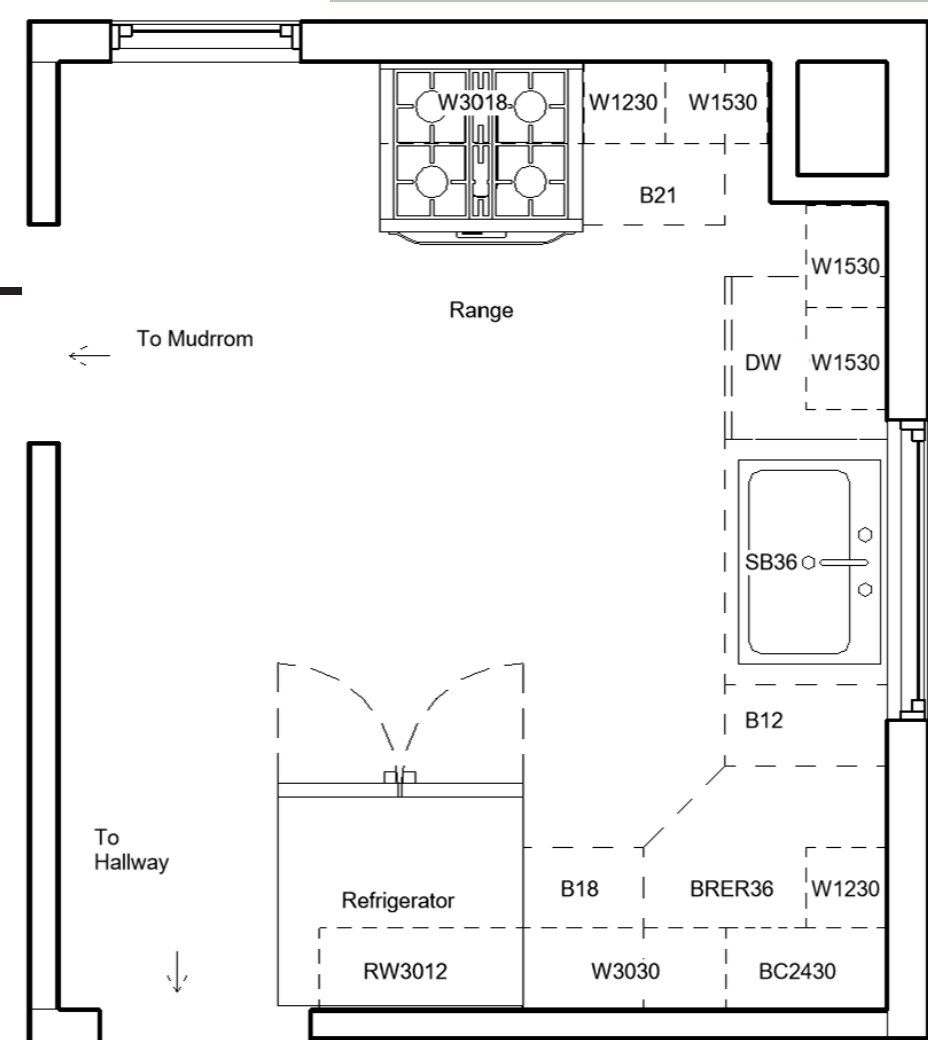 W3018
W1230
W1530
B21
W1530
Range
To Mudrrom
DW
W1530
SB36
B12
To
Hallway
B18
BRER36
W1230
Refrigerator
RW3012
W3030
BC2430